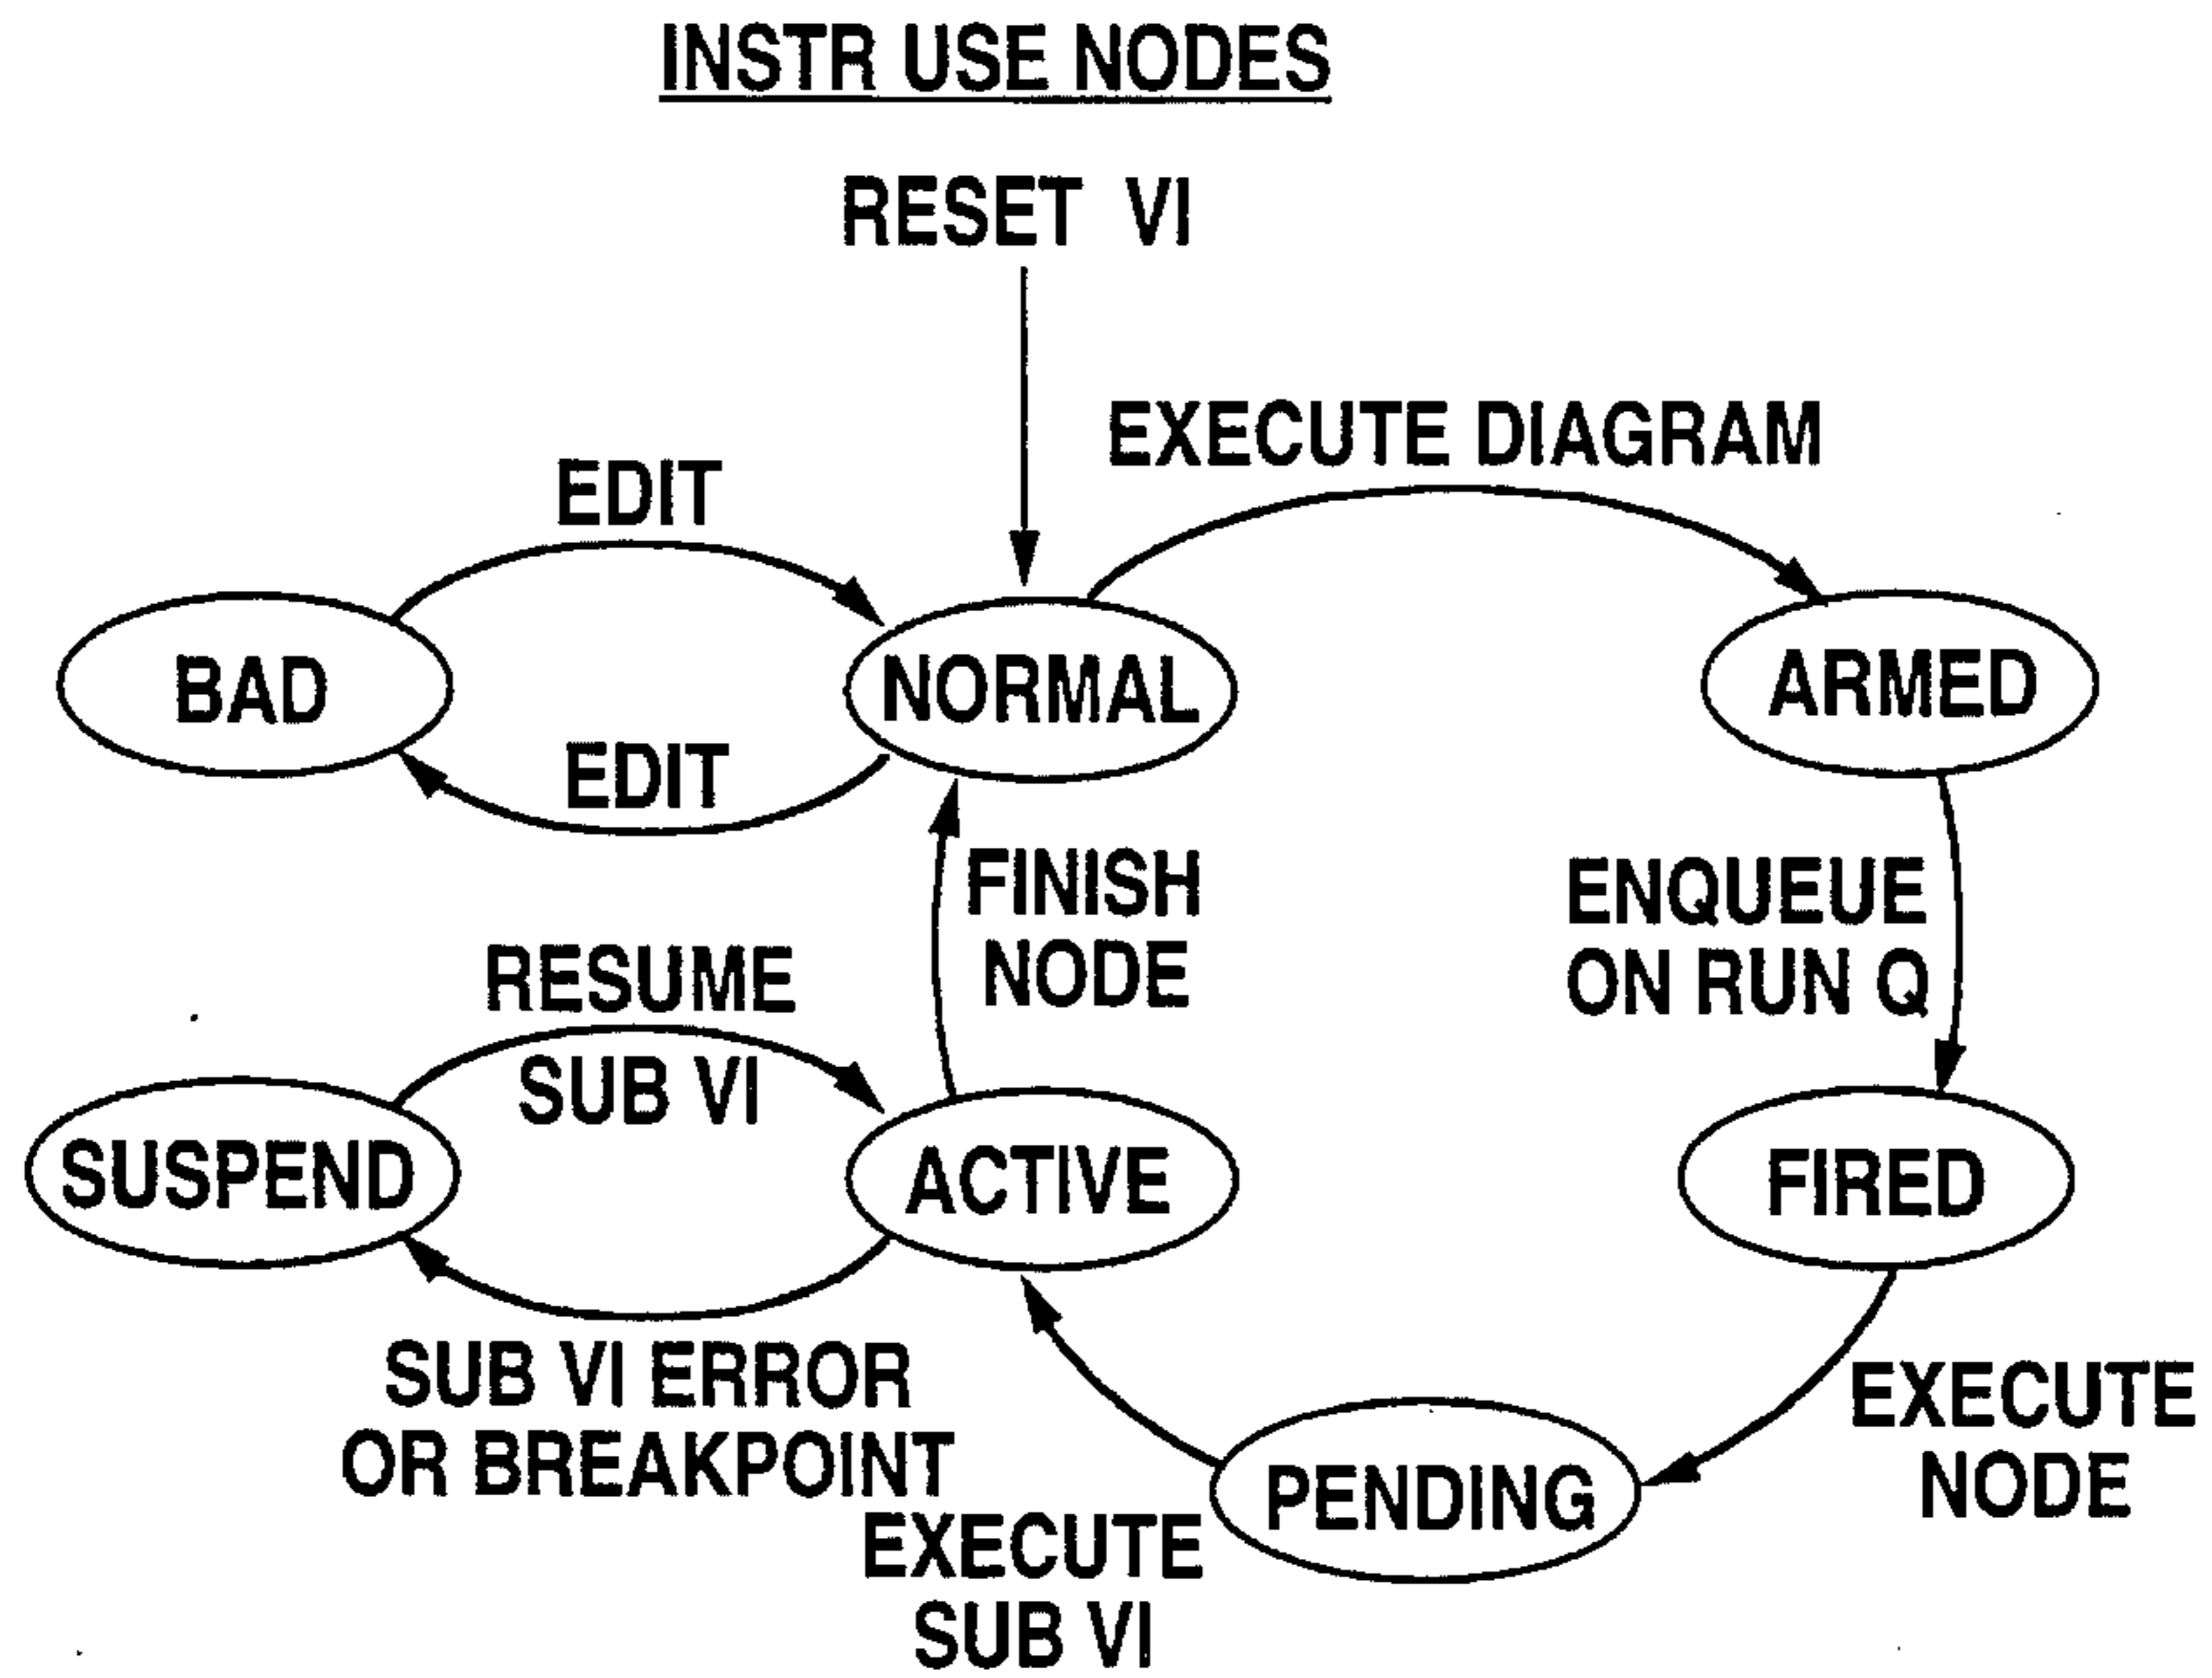 INSTR USE NODES
RESET VI
EXECUTE DIAGRAM
EDIT
BAD
NORMAL
ARMED
EDIT
FINISH
NODE
ENQUEUE
ON RUN Q
RESUME
SUB VI
SUSPEND
ACTIVE
FIRED
SUB VI ERROR
OR BREAKPOINT
EXECUTE
NODE
PENDING
EXECUTE
SUB VI